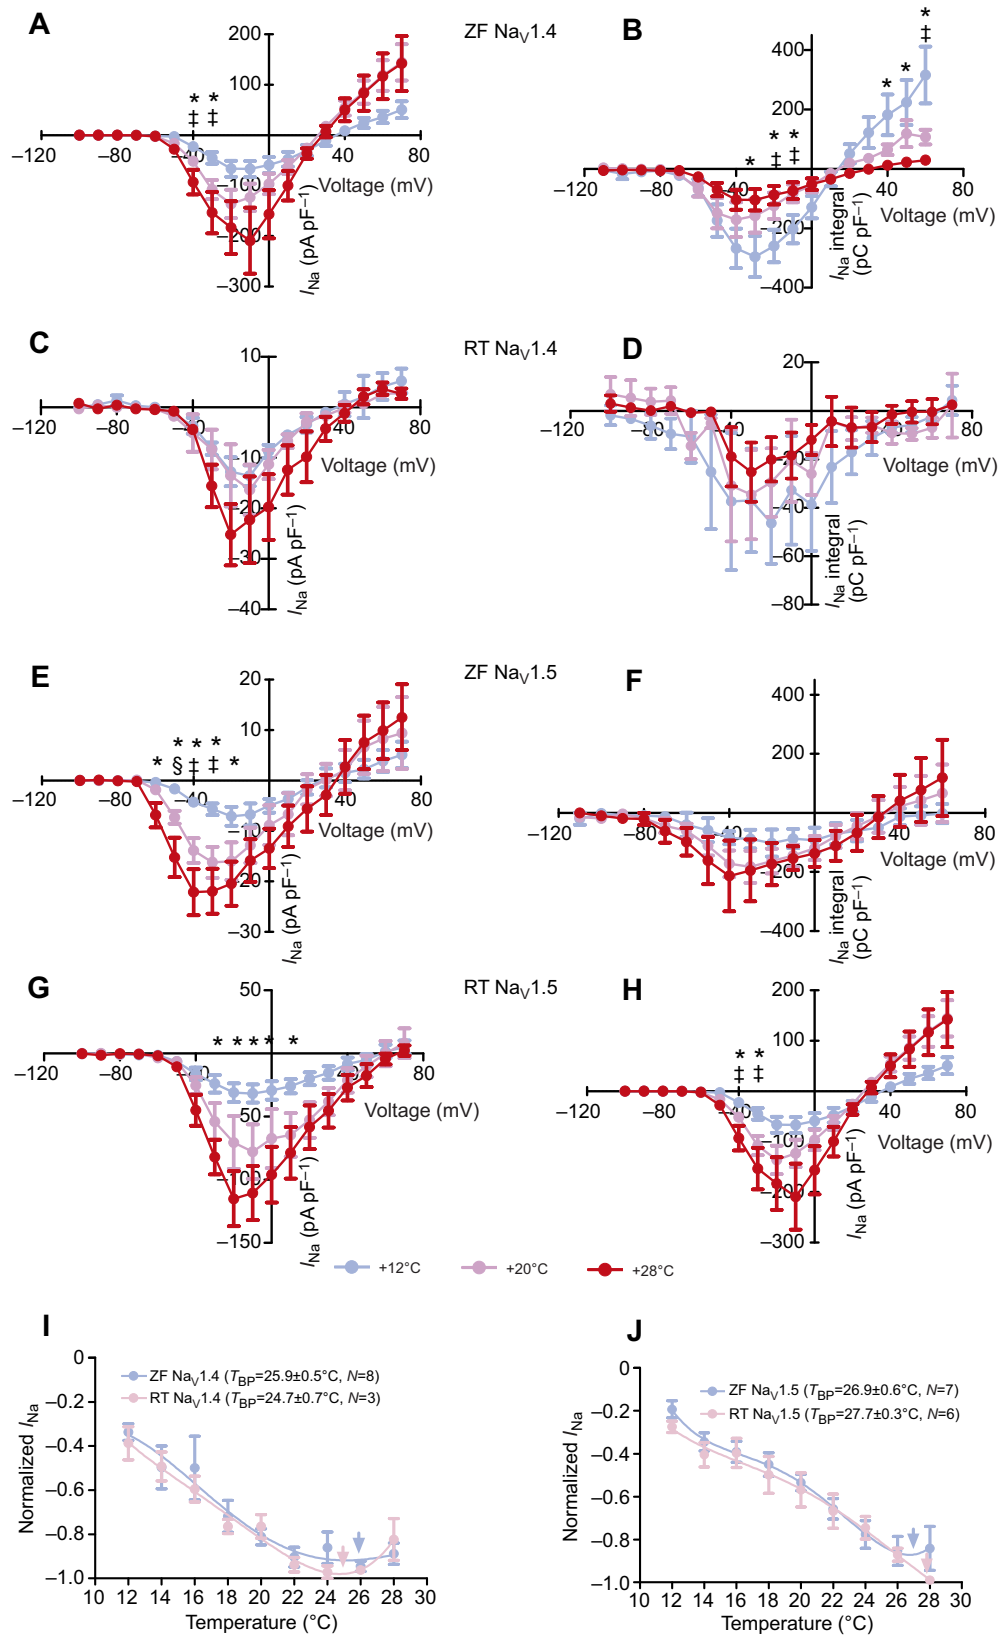 A
ZF NaV1.4
B
200
100
* *
‡ ‡
–120
–80
–40
40
80
Voltage (mV)
–100
–200
–300
INa (pA pF–1)
400
200
*
‡
* *
* * *
‡ ‡
–120
–80
–40
40
80
Voltage (mV)
–200
–400
INa integral
(pC pF–1)
C
RT NaV1.4
D
10
–120
–80
–40
40
80
Voltage (mV)
–10
–20
–30
–40
INa (pA pF–1)
20
–120
–80
–40
40
80
Voltage (mV)
–20
–40
–60
–80
INa integral
(pC pF–1)
E
ZF NaV1.5
F
20
10
* * * * *
§ ‡ ‡
–120
–80
–40
40
80
Voltage (mV)
–10
–20
–30
INa (pA pF–1)
400
200
–120
–80
–40
40
80
Voltage (mV)
–200
–400
INa integral
(pC pF–1)
G
RT NaV1.5
H
50
* * * * *
–120
–80
–40
40
80
Voltage (mV)
–50
–100
–150
INa (pA pF–1)
200
100
* *
‡ ‡
–120
–80
–40
40
80
Voltage (mV)
–100
–200
–300
INa (pA pF–1)
+12°C +20°C +28°C
I
ZF NaV1.4 (TBP=25.9±0.5°C, N=8)
RT NaV1.4 (TBP=24.7±0.7°C, N=3)
0
–0.2
–0.4
–0.6
–0.8
–1.0
Normalized INa
10 12 14 16 18 20 22 24 26 28 30
Temperature (°C)
J
ZF NaV1.5 (TBP=26.9±0.6°C, N=7)
RT NaV1.5 (TBP=27.7±0.3°C, N=6)
0
–0.2
–0.4
–0.6
–0.8
–1.0
Normalized INa
10 12 14 16 18 20 22 24 26 28 30
Temperature (°C)